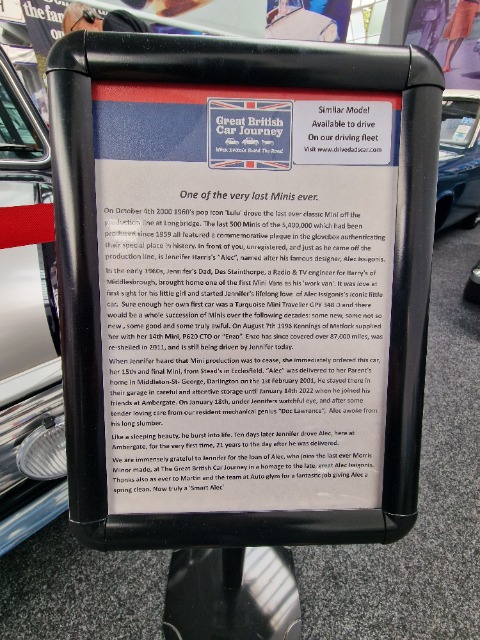 the fam
Great British
Car Journey
Similar Model
Available to drive
On our driving fleet
Visit www.drivedadscar.com
One of the very last Minis ever.
On October 4th 2000 1960's pop icon 'Lulu' drove the last ever classic Mini off the
production line at Longbridge. The last 500 Minis of the 5,400,000 which had been
produced since 1959 all featured a commemorative plaque in the glovebox authenticating
their special place in history. In front of you, unregistered, and just as he came off the
production line, is Jennifer Harris's "Alec", named after his famous designer, Alec Issigonis.
In the early 1960s, Jennifer's Dad, Des Stainthorpe, a Radio & TV engineer for Harry's of
Middlesbrough, brought home one of the first Mini Vans as his 'work van'. It was love at
first sight for his little girl and started Jennifer's lifelong love of Alec Issigonis's iconic little
car. Sure enough her own first car was a Turquoise Mini Traveller GPY 340 D and there
would be a whole succession of Minis over the following decades: some new, some not so
new, some good and some truly awful. On August 7th 1996 Kennings of Matlock supplied
her with her 14th Mini, P620 CTO or "Enzo". Enzo has since covered over 87,000 miles, was
re-shelled in 2011, and is still being driven by Jennifer today.
When Jennifer heard that Mini production was to cease, she immediately ordered this car,
her 15th and final Mini, from Stead's in Ecclesfield. "Alec" was delivered to her Parent's
home in Middleton-St- George, Darlington on the 1st February 2001. He stayed there in
their garage in careful and attentive storage until January 14th 2022 when he joined his
friends at Ambergate. On January 18th, under Jennifer's watchful eye, and after some
tender loving care from our resident mechanical genius "Doc Lawrence", Alec awoke from
his long slumber.
Like a sleeping beauty, he burst into life. Ten days later Jennifer drove Alec, here at
Ambergate, for the very first time, 21 years to the day after he was delivered.
We are immensely grateful to Jennifer for the loan of Alec, who joins the last ever Morris
Minor made, at The Great British Car Journey in a homage to the late, great Alec Issigonis.
Thanks also as ever to Martin and the team at Auto glym for a fantastic job giving Alec a
spring clean. Now truly a 'Smart Alec'